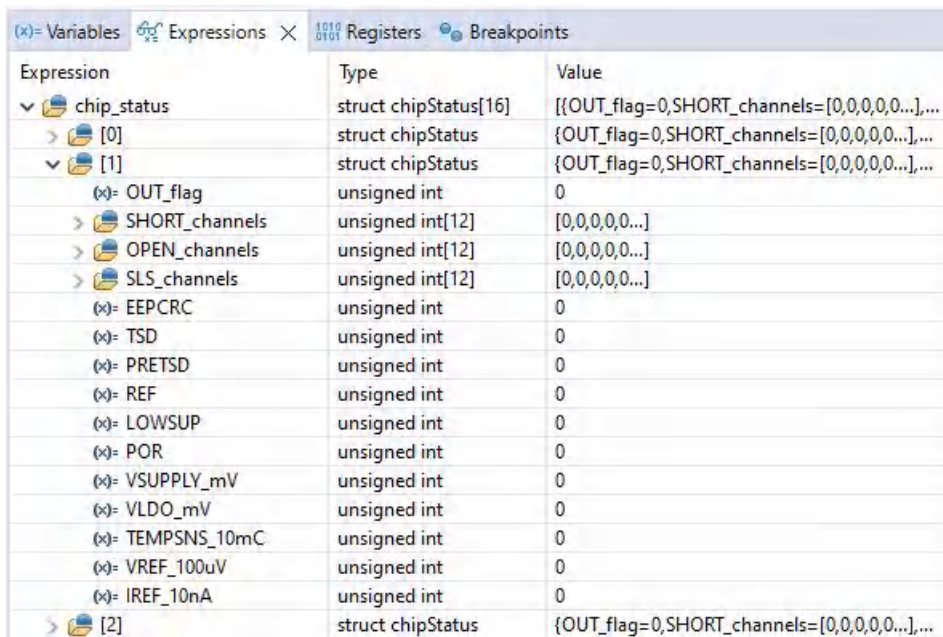 (x)= Variables Expressions Registers Breakpoints
Expression Type Value
chip_status struct chipStatus[16] [{OUT_flag=0,SHORT_channels=[0,0,0,0,0...],...
[0] struct chipStatus {OUT_flag=0,SHORT_channels=[0,0,0,0,0...],...
[1] struct chipStatus {OUT_flag=0,SHORT_channels=[0,0,0,0,0...],...
(x)= OUT_flag unsigned int 0
SHORT_channels unsigned int[12] [0,0,0,0,0...]
OPEN_channels unsigned int[12] [0,0,0,0,0...]
SLS_channels unsigned int[12] [0,0,0,0,0...]
(x)= EEPCRC unsigned int 0
(x)= TSD unsigned int 0
(x)= PRETSD unsigned int 0
(x)= REF unsigned int 0
(x)= LOWSUP unsigned int 0
(x)= POR unsigned int 0
(x)= VSUPPLY_mV unsigned int 0
(x)= VLDO_mV unsigned int 0
(x)= TEMPSNS_10mC unsigned int 0
(x)= VREF_100uV unsigned int 0
(x)= IREF_10nA unsigned int 0
[2] struct chipStatus {OUT_flag=0,SHORT_channels=[0,0,0,0,0...],...